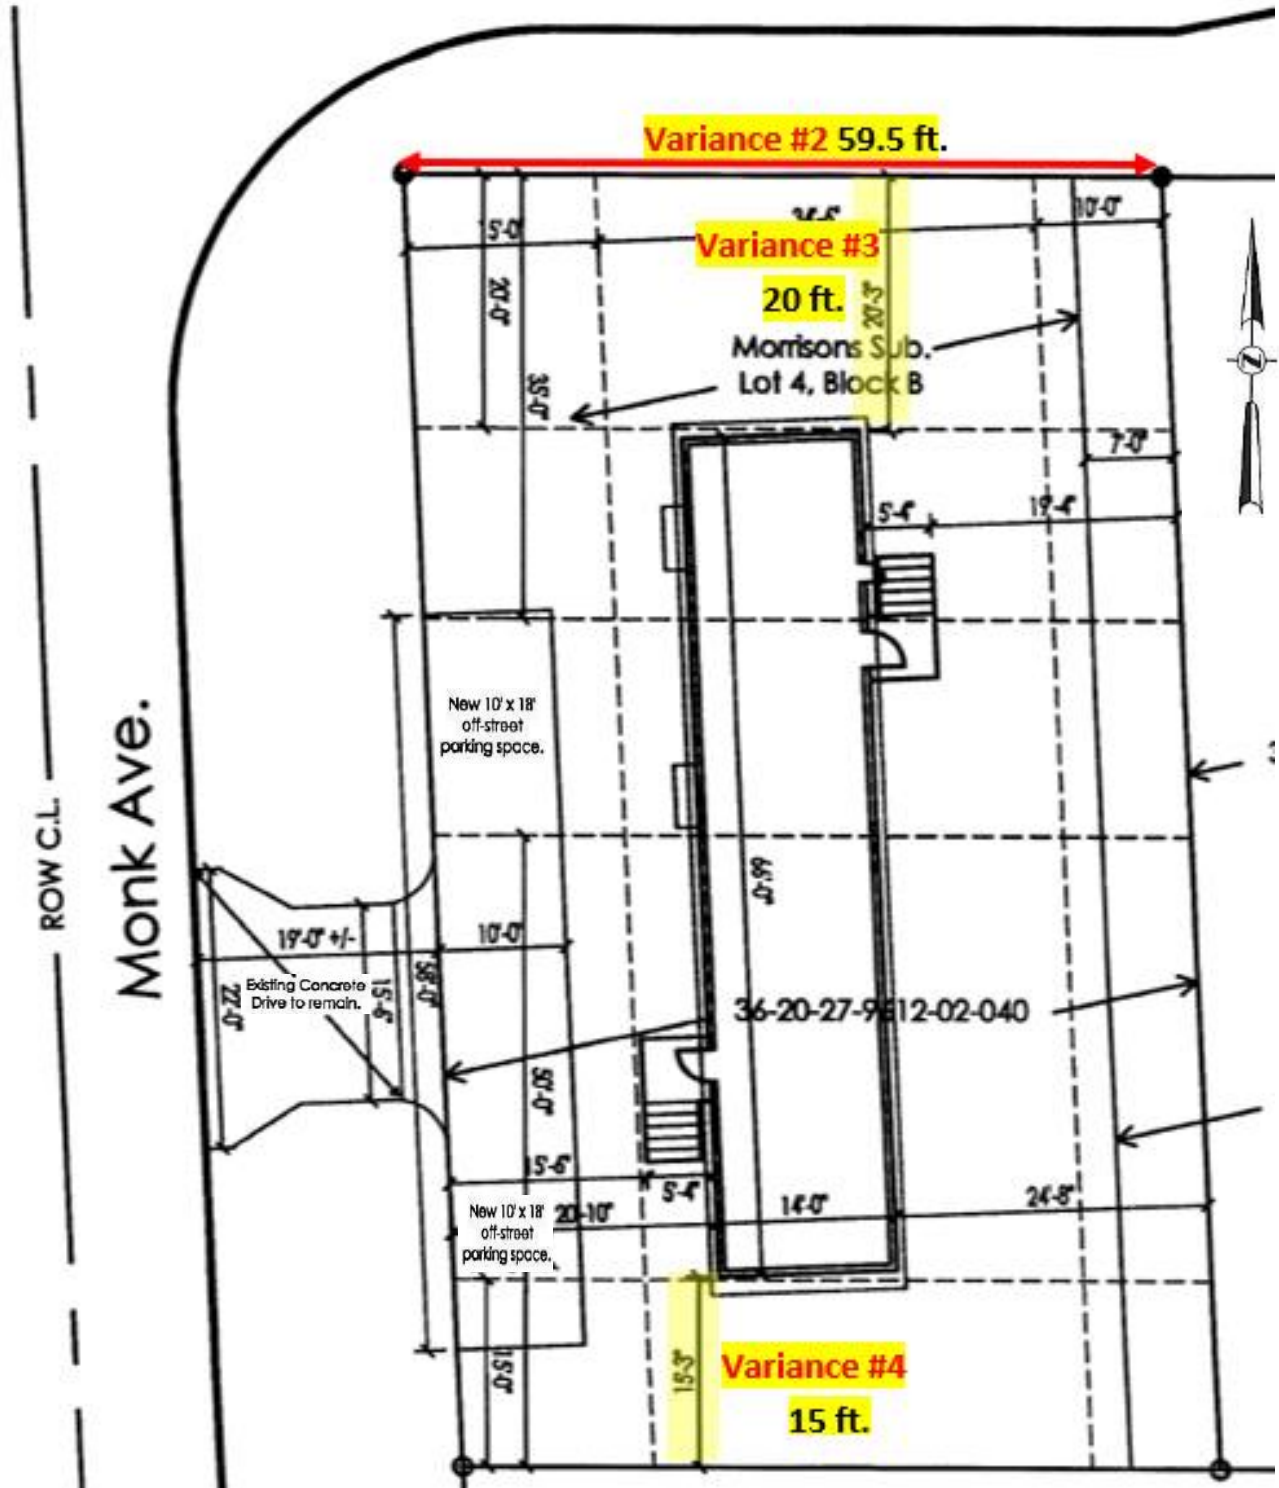 Variance #2 59.5 ft.
15'-0"
10'-0"
Variance #3
20'-0"
20 ft.
20'-3"
Morrisons Sub.
Lot 4, Block B
35'-0"
7'-0"
5'-4"
19'-4"
Z
New 10' x 18'
off-street
parking space.
Monk Ave.
ROW C.L.
66'-0"
19'-0" +/-
10'-0"
Existing Concrete
Drive to remain.
22'-0"
15'-6"
58'-0"
36-20-27-9612-02-040
50'-0"
15'-6"
5'-4"
New 10' x 18'
off-street
parking space.
20'-10"
14'-0"
24'-8"
15'-0"
15'-3"
Variance #4
15 ft.